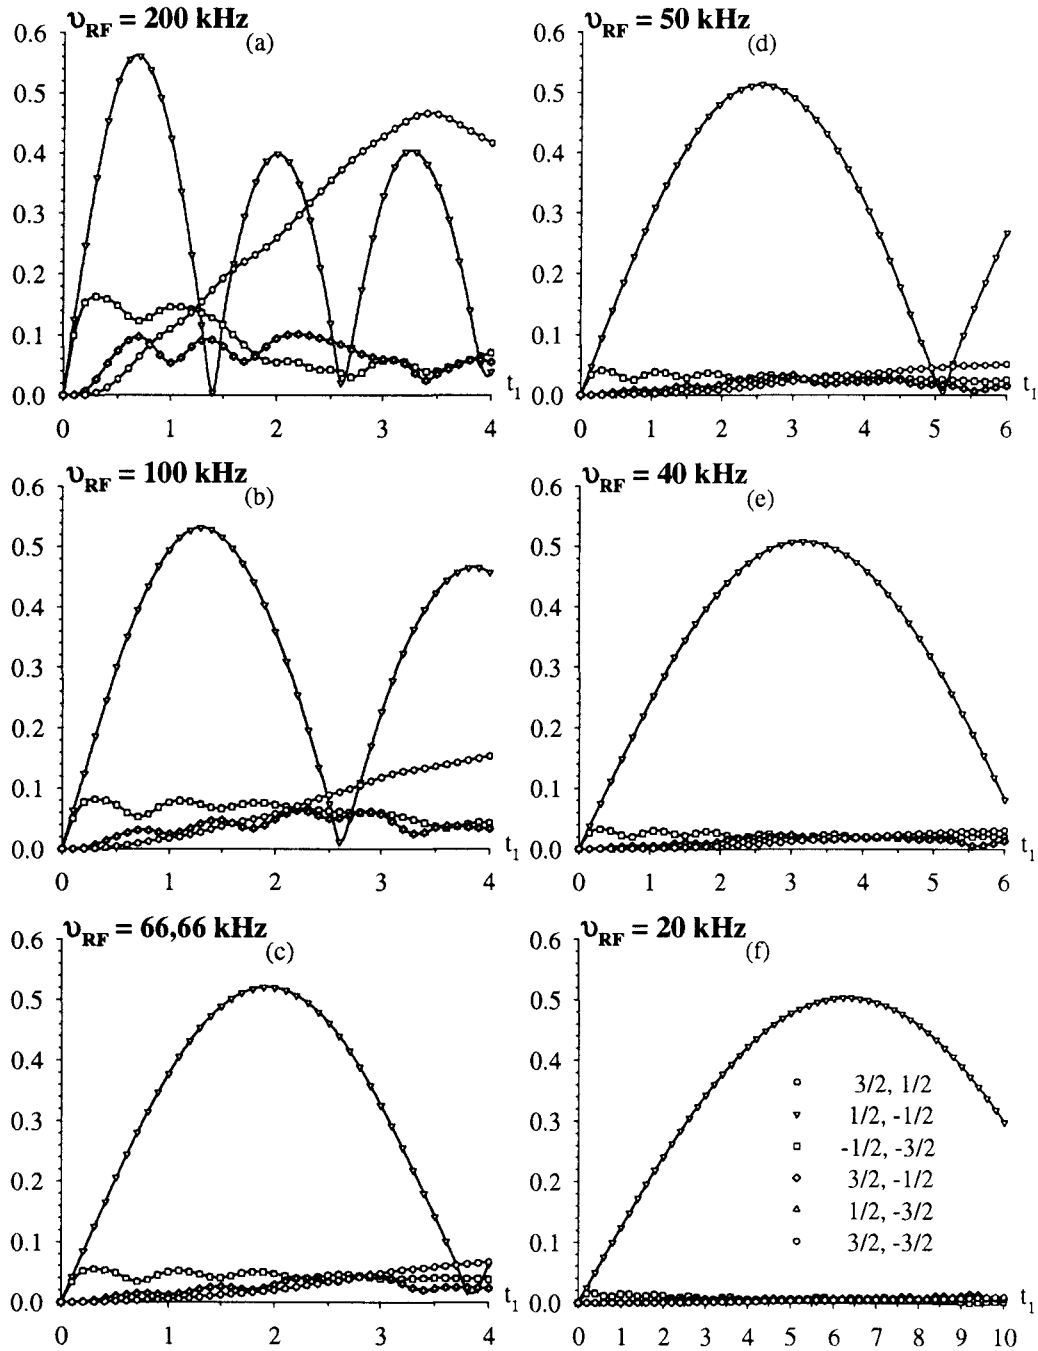 υRF = 200 kHz
(a)
0.6
0.5
0.4
0.3
0.2
0.1
0.0
0 1 2 3 4
t1
υRF = 50 kHz
(d)
0.6
0.5
0.4
0.3
0.2
0.1
0.0
0 1 2 3 4 5 6
t1
υRF = 100 kHz
(b)
0.6
0.5
0.4
0.3
0.2
0.1
0.0
0 1 2 3 4
t1
υRF = 40 kHz
(e)
0.6
0.5
0.4
0.3
0.2
0.1
0.0
0 1 2 3 4 5 6
t1
υRF = 66,66 kHz
(c)
0.6
0.5
0.4
0.3
0.2
0.1
0.0
0 1 2 3 4
t1
υRF = 20 kHz
(f)
0.6
0.5
0.4
0.3
0.2
0.1
0.0
3/2, 1/2
1/2, -1/2
-1/2, -3/2
3/2, -1/2
1/2, -3/2
3/2, -3/2
0 1 2 3 4 5 6 7 8 9 10
t1